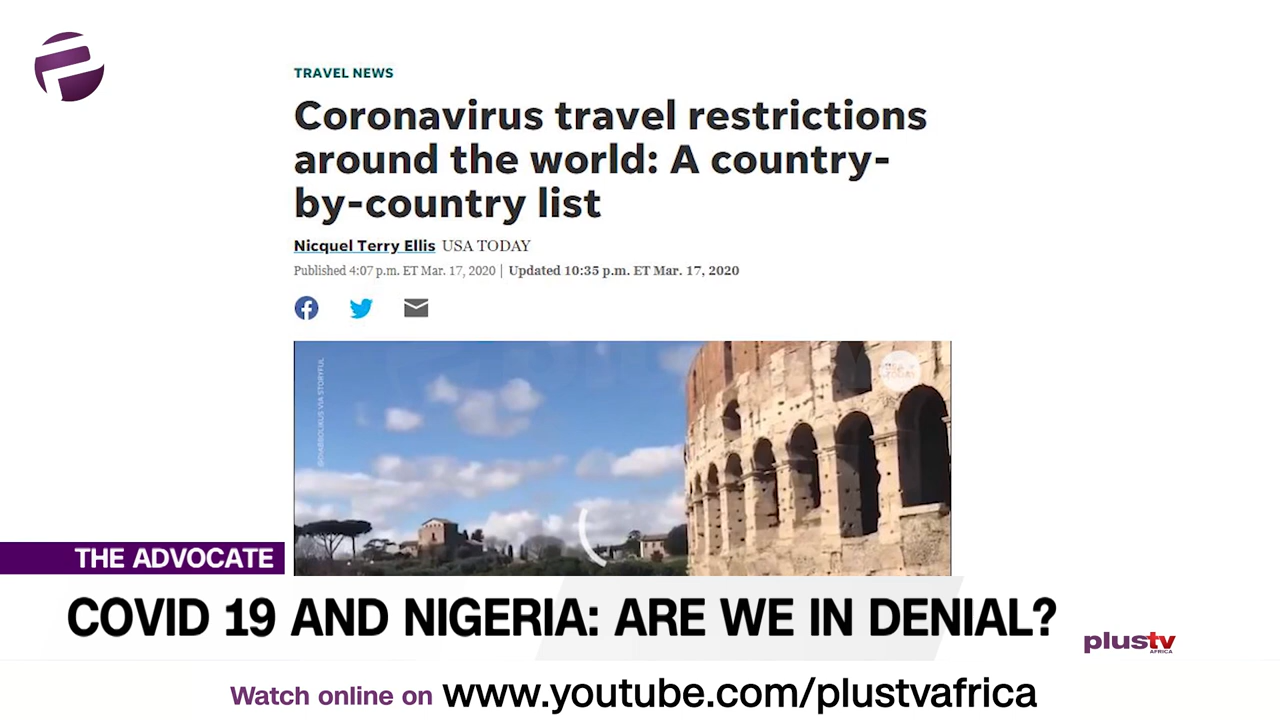 TRAVEL NEWS
Coronavirus travel restrictions
around the world: A country-
by-country list
Nicquel Terry Ellis USA TODAY
Published 4:07 p.m. ET Mar. 17, 2020 | Updated 10:35 p.m. ET Mar. 17, 2020
THE ADVOCATE
COVID 19 AND NIGERIA: ARE WE IN DENIAL?
plustv
AFRICA
Watch online on www.youtube.com/plustvafrica